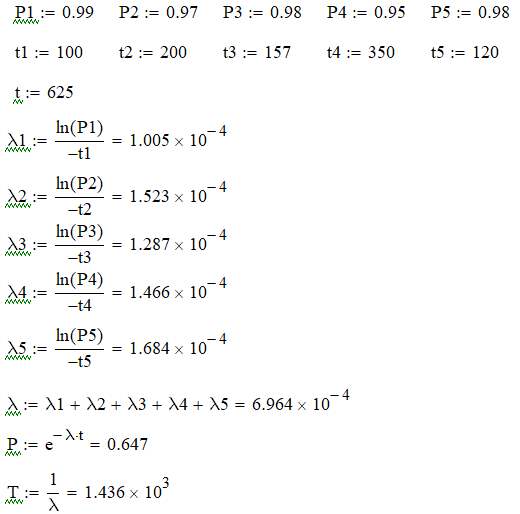 P1 := 0.99 P2 := 0.97 P3 := 0.98 P4 := 0.95 P5 := 0.98
t1 := 100 t2 := 200 t3 := 157 t4 := 350 t5 := 120
t := 625
λ1 := ln(P1)/−t1 = 1.005 × 10^−4
λ2 := ln(P2)/−t2 = 1.523 × 10^−4
λ3 := ln(P3)/−t3 = 1.287 × 10^−4
λ4 := ln(P4)/−t4 = 1.466 × 10^−4
λ5 := ln(P5)/−t5 = 1.684 × 10^−4
λ := λ1 + λ2 + λ3 + λ4 + λ5 = 6.964 × 10^−4
P := e^−λ·t = 0.647
T := 1/λ = 1.436 × 10^3